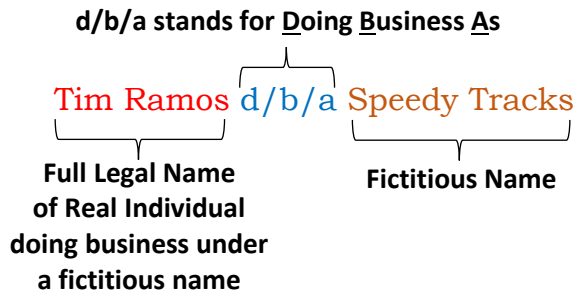 d/b/a stands for Doing Business As
Tim Ramos d/b/a Speedy Tracks
Full Legal Name
of Real Individual
doing business under
a fictitious name
Fictitious Name